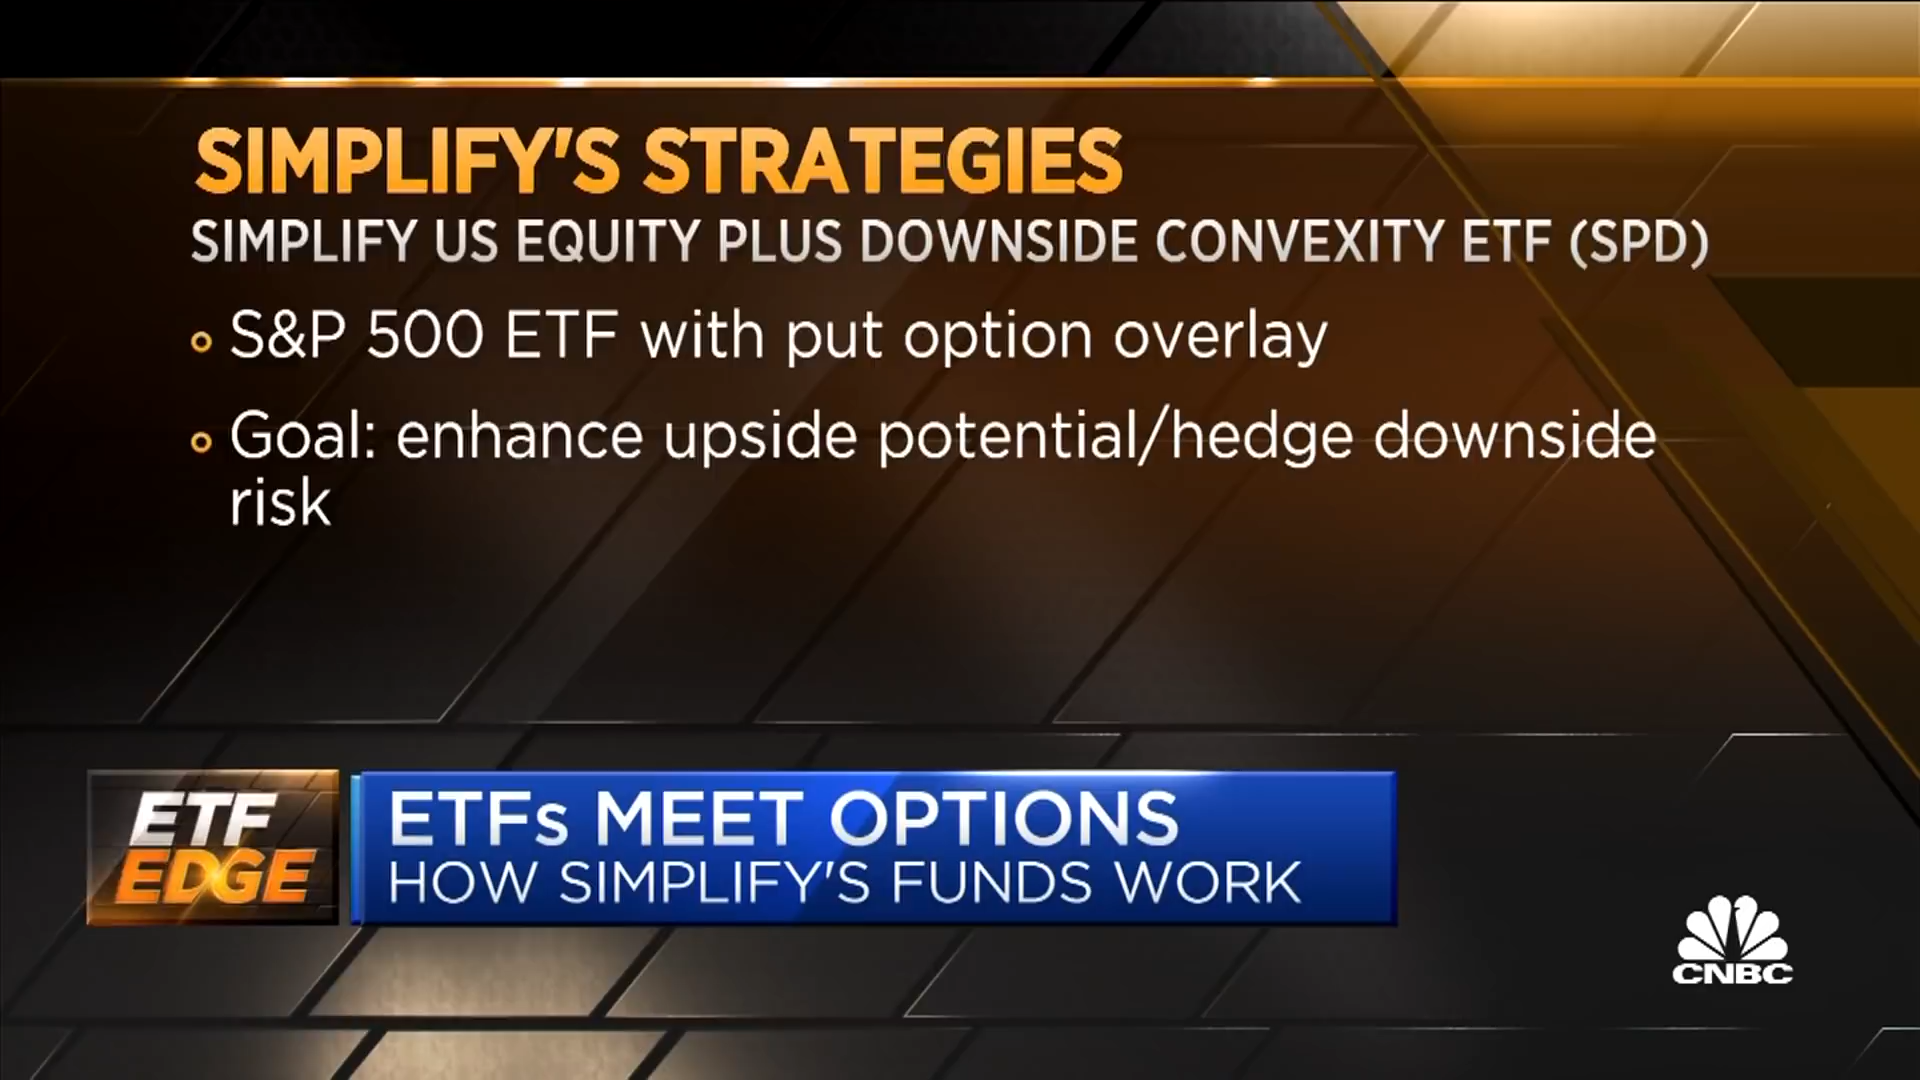 SIMPLIFY'S STRATEGIES
SIMPLIFY US EQUITY PLUS DOWNSIDE CONVEXITY ETF (SPD)
S&P 500 ETF with put option overlay
Goal: enhance upside potential/hedge downside
risk
ETF
EDGE
ETFs MEET OPTIONS
HOW SIMPLIFY'S FUNDS WORK
CNBC